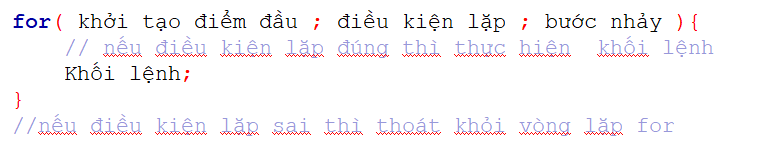 for( khởi tạo điểm đầu ; điều kiện lặp ; bước nhảy ){
// nếu điều kiện lặp đúng thì thực hiện  khối lệnh
Khối lệnh;
}
//nếu điều kiện lặp sai thì thoát khỏi vòng lặp for